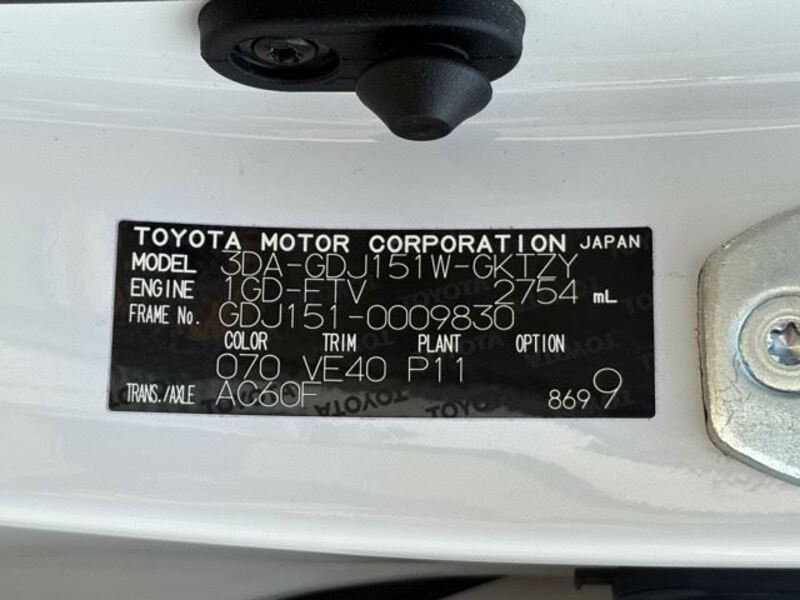 TOYOTA MOTOR CORPORATION JAPAN
MODEL 3DA-GDJ151W-GKTZY
ENGINE 1GD-FTV 2754 mL
FRAME No. GDJ151-0009830
COLOR TRIM PLANT OPTION
070 VE40 P11
TRANS./AXLE AC60F 869 9